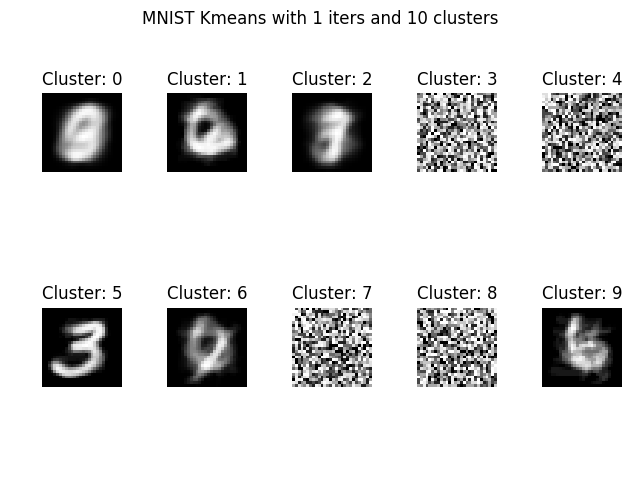 MNIST Kmeans with 1 iters and 10 clusters
Cluster: 0 Cluster: 1 Cluster: 2 Cluster: 3 Cluster: 4
Cluster: 5 Cluster: 6 Cluster: 7 Cluster: 8 Cluster: 9